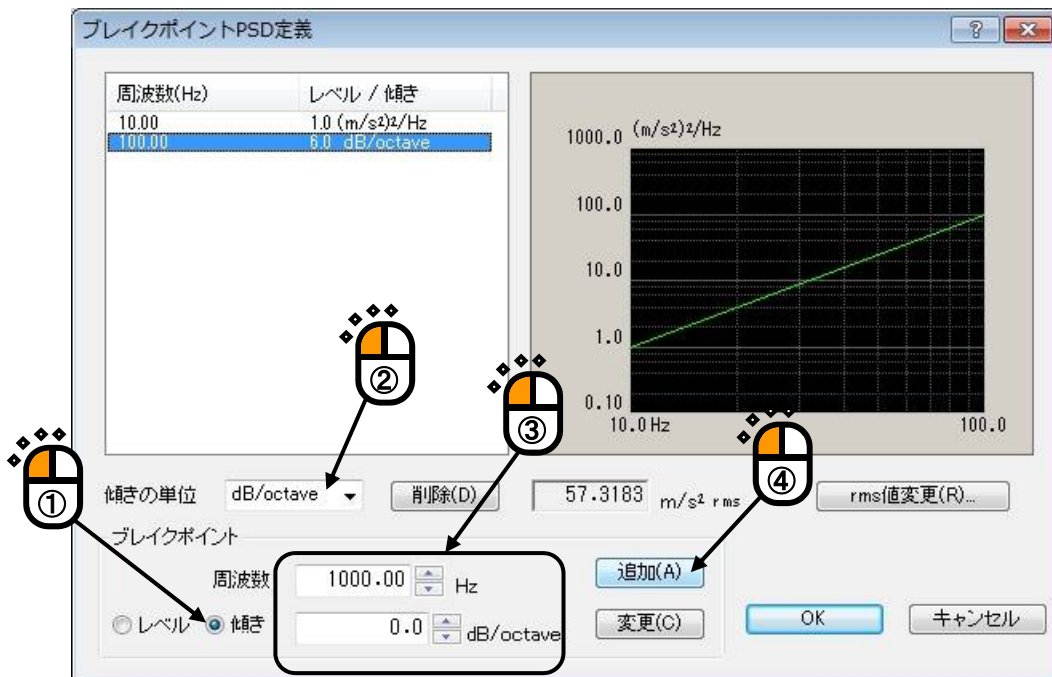 ブレイクポイントPSD定義
周波数(Hz) レベル / 傾き
10.00 1.0 (m/s²)²/Hz
100.00 6.0 dB/octave
1000.0 (m/s²)²/Hz
100.0
10.0
1.0
0.10
10.0 Hz 100.0
①
②
③
④
傾きの単位 dB/octave 削除(D) 57.3183 m/s² rms rms値変更(R)...
ブレイクポイント
周波数 1000.00 Hz 追加(A)
レベル 傾き 0.0 dB/octave 変更(C) OK キャンセル